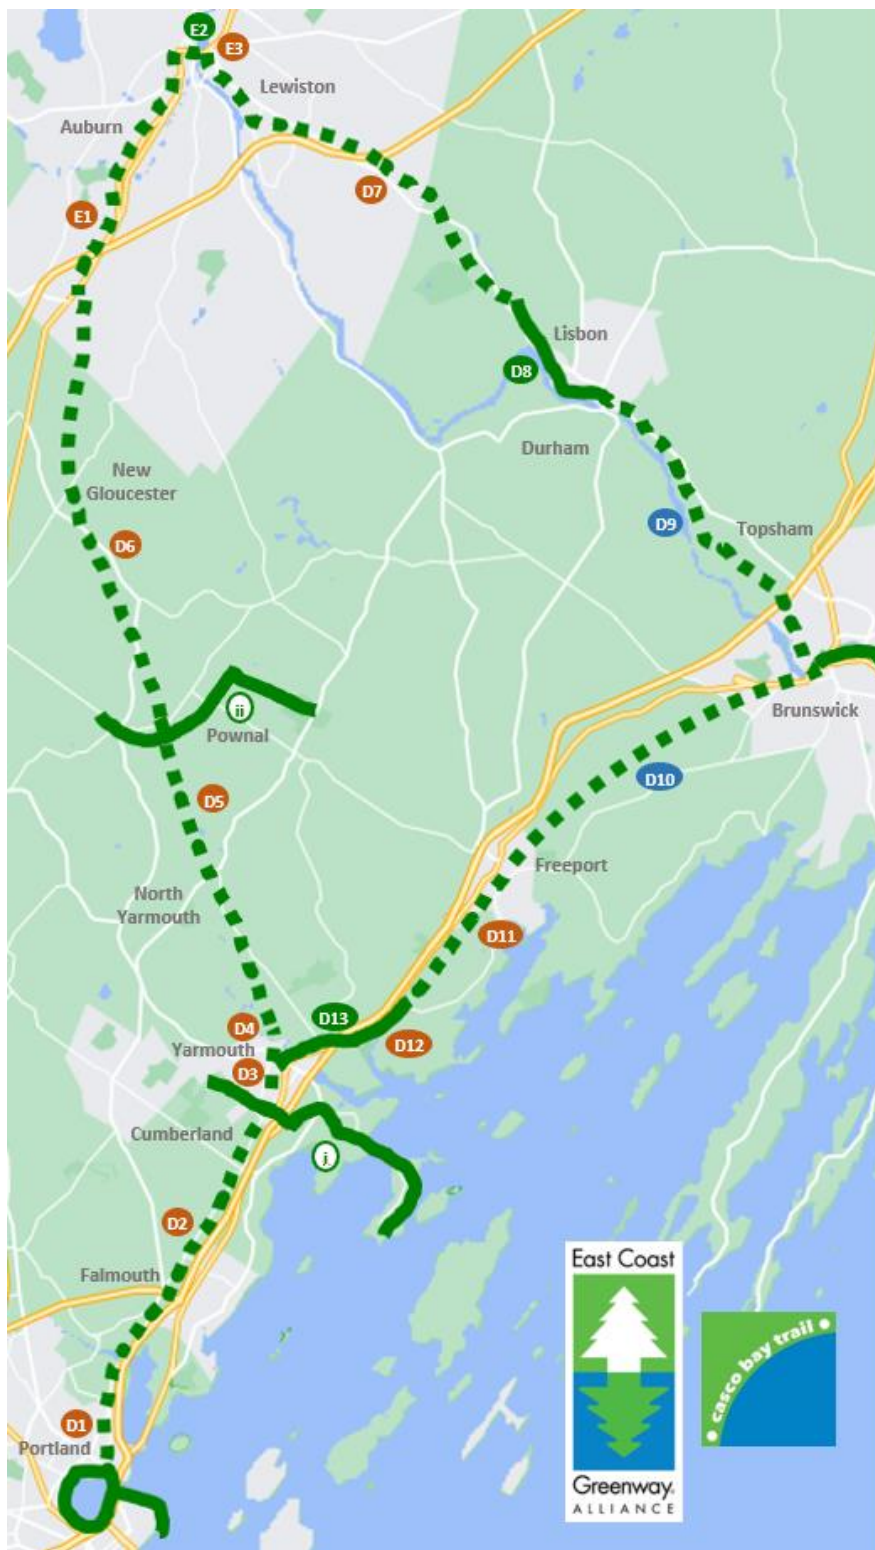 E2
E3
Lewiston
Auburn
D7
E1
Lisbon
D8
Durham
New
Gloucester
D9
Topsham
D6
ii
Pownal
Brunswick
D10
D5
Freeport
North
Yarmouth
D11
D13
D4
D12
Yarmouth
D3
Cumberland
j
D2
East Coast
Falmouth
casco bay trail
D1
Portland
Greenway®
ALLIANCE